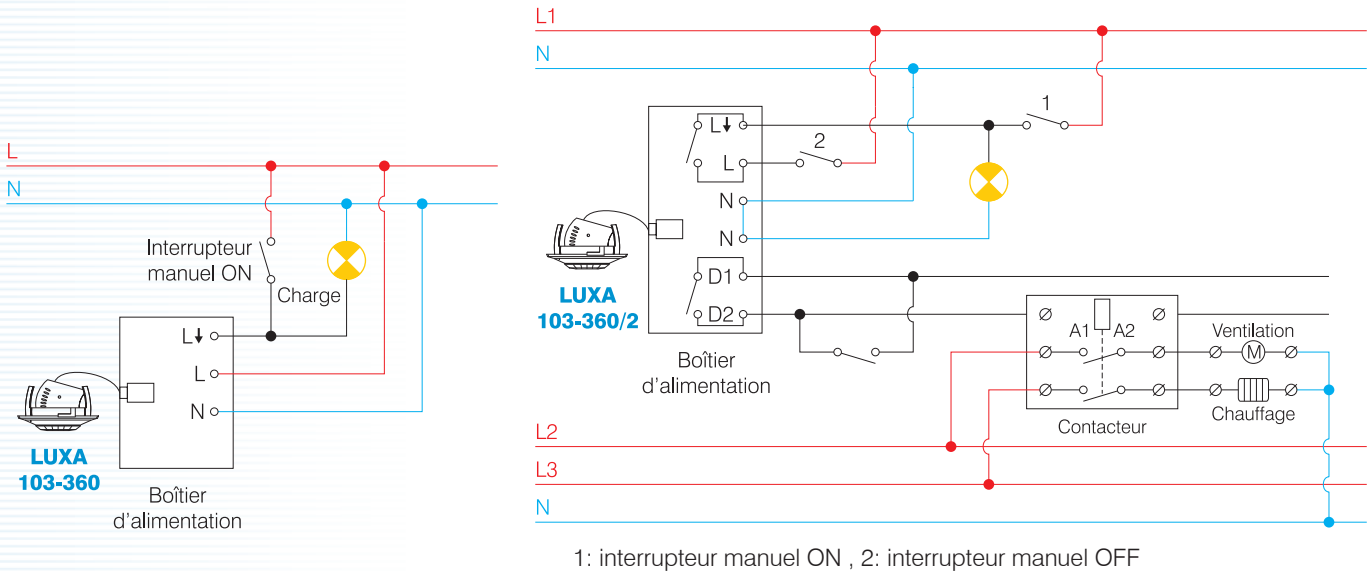 L
N
Interrupteur
manuel ON
Charge
L↓
L
N
LUXA
103-360
Boîtier
d'alimentation
L1
N
1
2
L↓
L
N
N
D1
D2
LUXA
103-360/2
Boîtier
d'alimentation
A1 A2
Ventilation
M
Chauffage
Contacteur
L2
L3
N
1: interrupteur manuel ON , 2: interrupteur manuel OFF